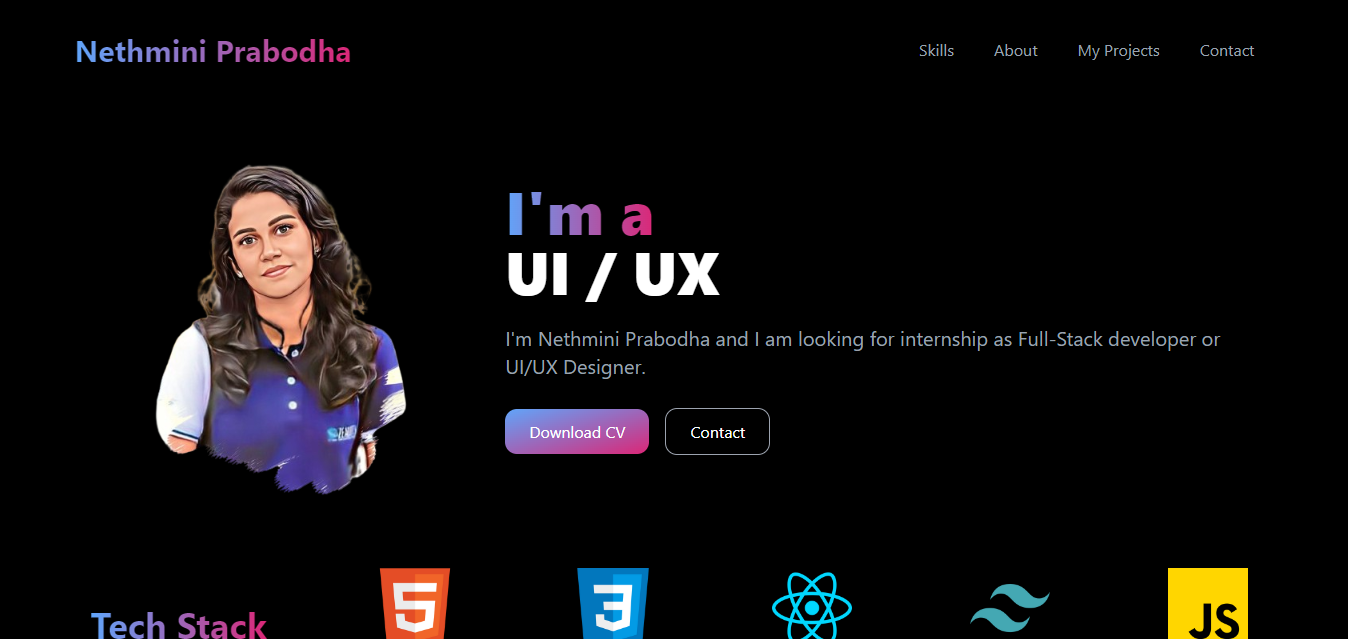 Nethmini Prabodha
Skills
About
My Projects
Contact
I'm a
UI / UX
I'm Nethmini Prabodha and I am looking for internship as Full-Stack developer or
UI/UX Designer.
Download CV
Contact
Tech Stack
5
3
JS